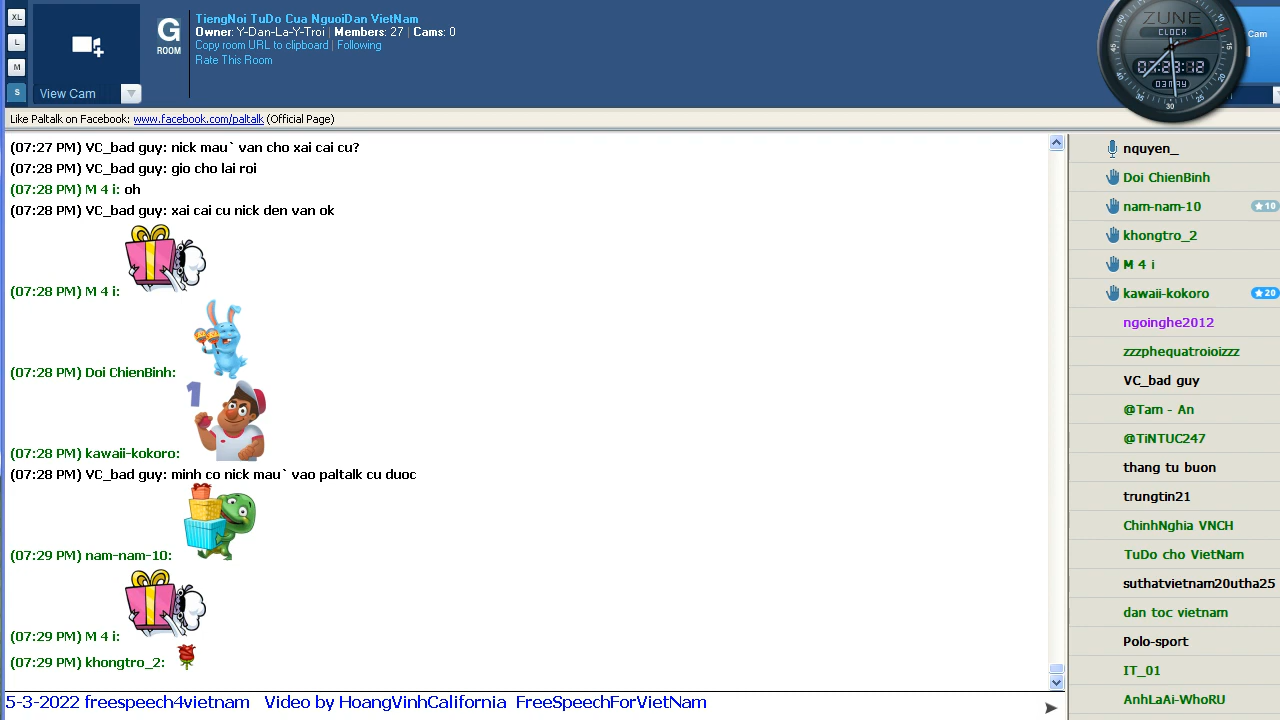 XL
L
M
S
View Cam
G
ROOM
TiengNoi TuDo Cua NguoiDan VietNam
Owner: Y-Dan-La-Y-Troi | Members: 27 | Cams: 0
Copy room URL to clipboard | Following
Rate This Room
ZUNE
CLOCK
07:29:12
03MAY
Cam
Like Paltalk on Facebook: www.facebook.com/paltalk (Official Page)
(07:27 PM) VC_bad guy: nick mau` van cho xai cai cu?
(07:28 PM) VC_bad guy: gio cho lai roi
(07:28 PM) M 4 i: oh
(07:28 PM) VC_bad guy: xai cai cu nick den van ok
(07:28 PM) M 4 i:
(07:28 PM) Doi ChienBinh:
1
(07:28 PM) kawaii-kokoro:
(07:28 PM) VC_bad guy: minh co nick mau` vao paltalk cu duoc
(07:29 PM) nam-nam-10:
(07:29 PM) M 4 i:
(07:29 PM) khongtro_2:
5-3-2022 freespeech4vietnam Video by HoangVinhCalifornia FreeSpeechForVietNam
nquyen_
Doi ChienBinh
nam-nam-10 10
khongtro_2
M 4 i
kawaii-kokoro 20
ngoinghe2012
zzzphequatroioizzz
VC_bad guy
@Tam - An
@TiNTUC247
thang tu buon
trungtin21
ChinhNghia VNCH
TuDo cho VietNam
suthatvietnam20utha25
dan toc vietnam
Polo-sport
IT_01
AnhLaAi-WhoRU